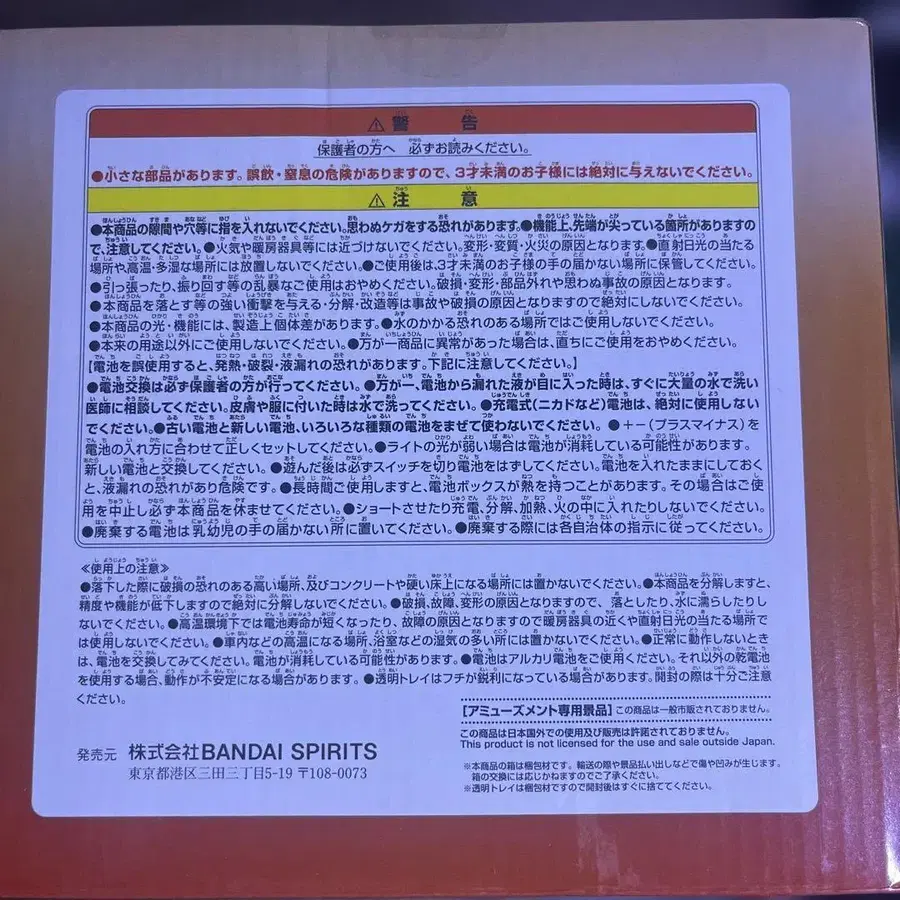 ⚠警 告
保護者の方へ 必ずお読みください。
●小さな部品があります。誤飲・窒息の危険がありますので、3才未満のお子様には絶対に与えないでください。
⚠注 意
●本商品の隙間や穴等に指を入れないでください。思わぬケガをする恐れがあります。●機能上、先端が尖っている箇所がありますの
で、注意してください。●火気や暖房器具等には近づけないでください。変形・変質・火災の原因となります。●直射日光の当たる
場所や、高温・多湿な場所には放置しないでください。●ご使用後は、3才未満のお子様の手の届かない場所に保管してください。
●引っ張ったり、振り回す等の乱暴なご使用はおやめください。破損・変形・部品外れや思わぬ事故の原因となります。
●本商品を落とす等の強い衝撃を与える・分解・改造等は事故や破損の原因となりますので絶対にしないでください。
●本商品の光・機能には、製造上個体差があります。●水のかかる恐れのある場所ではご使用しないでください。
●本来の用途以外にご使用しないでください。●万が一商品に異常があった場合は、直ちにご使用をおやめください。
【電池を誤使用すると、発熱・破裂・液漏れの恐れがあります。下記に注意してください。】
●電池交換は必ず保護者の方が行ってください。●万が一、電池から漏れた液が目に入った時は、すぐに大量の水で洗い
医師に相談してください。皮膚や服に付いた時は水で洗ってください。●充電式(ニカドなど)電池は、絶対に使用しない
でください。●古い電池と新しい電池、いろいろな種類の電池をまぜて使わないでください。●+−(プラスマイナス)を
電池の入れ方に合わせて正しくセットしてください。●ライトの光が弱い場合は電池が消耗している可能性があります。
新しい電池と交換してください。●遊んだ後は必ずスイッチを切り電池をはずしてください。電池を入れたままにしておく
と、液漏れの恐れがあり危険です。●長時間ご使用しますと、電池ボックスが熱を持つことがあります。その場合はご使
用を中止し必ず本商品を休ませてください。●ショートさせたり充電、分解、加熱、火の中に入れたりしないでください。
●廃棄する電池は乳幼児の手の届かない所に置いてください。●廃棄する際には各自治体の指示に従ってください。
≪使用上の注意≫
●落下した際に破損の恐れのある高い場所、及びコンクリートや硬い床上になる場所には置かないでください。●本商品を分解しますと、
精度や機能が低下しますので絶対に分解しないでください。●破損、故障、変形の原因となりますので、落としたり、水に濡らしたりし
ないでください。●高温環境下では電池寿命が短くなったり、故障の原因となりますので暖房器具の近くや直射日光の当たる場所で
は使用しないでください。●車内などの高温になる場所、浴室などの湿気の多い所には置かないでください。●正常に動作しないとき
は、電池を交換してみてください。電池が消耗している可能性があります。●電池はアルカリ電池をご使用ください。それ以外の乾電池
を使用する場合、動作が不安定になる場合があります。●透明トレイはフチが鋭利になっている場合があります。開封の際は十分ご注意
ください。
[アミューズメント専用景品]この商品は一般市販されておりません。
この商品は日本国外での使用及び販売は許諾されておりません。
This product is not licensed for the use and sale outside Japan.
※本商品の箱は梱包材です。輸送の際や景品払い出しなどで傷や凹みが生じます。
箱の交換には応じかねますのでご了承ください。
※透明トレイは梱包材ですので開封後はすぐに捨ててください。
発売元 株式会社BANDAI SPIRITS
東京都港区三田三丁目5-19 〒108-0073